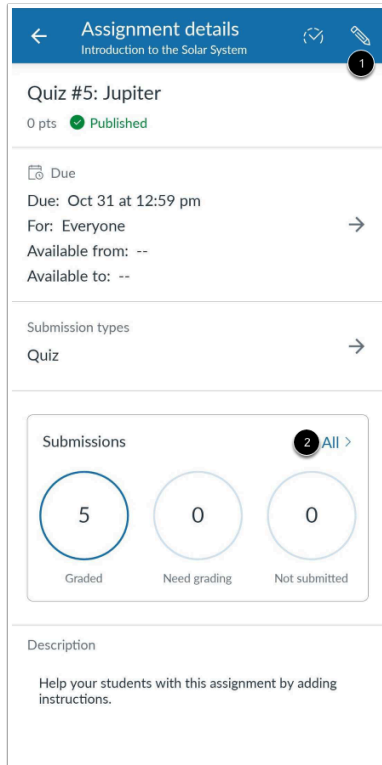 Assignment details
Introduction to the Solar System
1
Quiz #5: Jupiter
0 pts Published
Due
Due: Oct 31 at 12:59 pm
For: Everyone
Available from: --
Available to: --
Submission types
Quiz
Submissions
2 All >
5 0 0
Graded Need grading Not submitted
Description
Help your students with this assignment by adding
instructions.